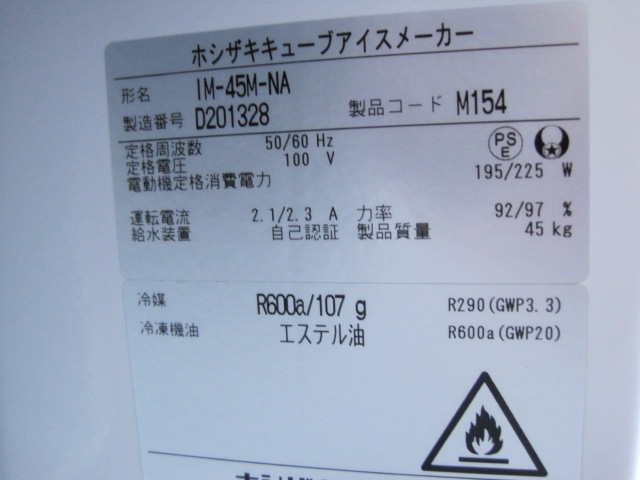 ホシザキキューブアイスメーカー
形名 IM-45M-NA
製造番号 D201328 製品コード M154
定格周波数 50/60 Hz
定格電圧 100 V
電動機定格消費電力 195/225 W
PS
E
運転電流 2.1/2.3 A 力率 92/97 %
給水装置 自己認証 製品質量 45 kg
冷媒 R600a/107 g R290(GWP3.3)
冷凍機油 エステル油 R600a(GWP20)